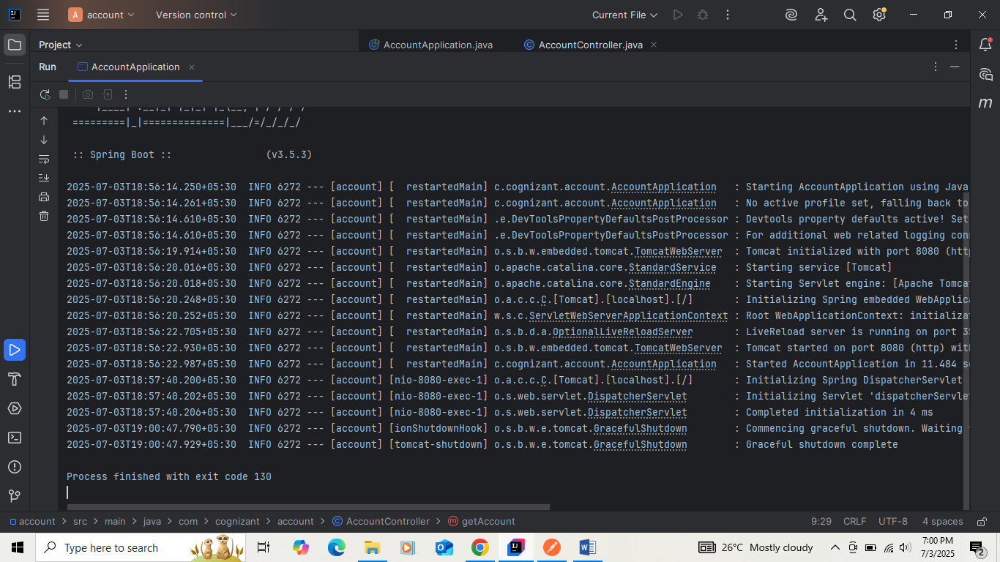 A account Version control Current File
Project AccountApplication.java AccountController.java
Run AccountApplication
=========|_|==============|___/=/_/_/_/
:: Spring Boot :: (v3.5.3)
2025-07-03T18:56:14.250+05:30 INFO 6272 --- [account] [ restartedMain] c.cognizant.account.AccountApplication : Starting AccountApplication using Java
2025-07-03T18:56:14.261+05:30 INFO 6272 --- [account] [ restartedMain] c.cognizant.account.AccountApplication : No active profile set, falling back to
2025-07-03T18:56:14.610+05:30 INFO 6272 --- [account] [ restartedMain] .e.DevToolsPropertyDefaultsPostProcessor : Devtools property defaults active! Set
2025-07-03T18:56:14.610+05:30 INFO 6272 --- [account] [ restartedMain] .e.DevToolsPropertyDefaultsPostProcessor : For additional web related logging con
2025-07-03T18:56:19.914+05:30 INFO 6272 --- [account] [ restartedMain] o.s.b.w.embedded.tomcat.TomcatWebServer : Tomcat initialized with port 8080 (http
2025-07-03T18:56:20.016+05:30 INFO 6272 --- [account] [ restartedMain] o.apache.catalina.core.StandardService : Starting service [Tomcat]
2025-07-03T18:56:20.018+05:30 INFO 6272 --- [account] [ restartedMain] o.apache.catalina.core.StandardEngine : Starting Servlet engine: [Apache Tomcat
2025-07-03T18:56:20.248+05:30 INFO 6272 --- [account] [ restartedMain] o.a.c.c.C.[Tomcat].[localhost].[/] : Initializing Spring embedded WebApplic
2025-07-03T18:56:20.252+05:30 INFO 6272 --- [account] [ restartedMain] w.s.c.ServletWebServerApplicationContext : Root WebApplicationContext: initializa
2025-07-03T18:56:22.705+05:30 INFO 6272 --- [account] [ restartedMain] o.s.b.d.a.OptionalLiveReloadServer : LiveReload server is running on port 3
2025-07-03T18:56:22.930+05:30 INFO 6272 --- [account] [ restartedMain] o.s.b.w.embedded.tomcat.TomcatWebServer : Tomcat started on port 8080 (http) wit
2025-07-03T18:56:22.987+05:30 INFO 6272 --- [account] [ restartedMain] c.cognizant.account.AccountApplication : Started AccountApplication in 11.484 s
2025-07-03T18:57:40.200+05:30 INFO 6272 --- [account] [nio-8080-exec-1] o.a.c.c.C.[Tomcat].[localhost].[/] : Initializing Spring DispatcherServlet
2025-07-03T18:57:40.202+05:30 INFO 6272 --- [account] [nio-8080-exec-1] o.s.web.servlet.DispatcherServlet : Initializing Servlet 'dispatcherServle
2025-07-03T18:57:40.206+05:30 INFO 6272 --- [account] [nio-8080-exec-1] o.s.web.servlet.DispatcherServlet : Completed initialization in 4 ms
2025-07-03T19:00:47.790+05:30 INFO 6272 --- [account] [ionShutdownHook] o.s.b.w.e.tomcat.GracefulShutdown : Commencing graceful shutdown. Waiting
2025-07-03T19:00:47.929+05:30 INFO 6272 --- [account] [tomcat-shutdown] o.s.b.w.e.tomcat.GracefulShutdown : Graceful shutdown complete
Process finished with exit code 130
account > src > main > java > com > cognizant > account > AccountController > getAccount 9:29 CRLF UTF-8 4 spaces
Type here to search 26°C Mostly cloudy 7:00 PM
7/3/2025 2